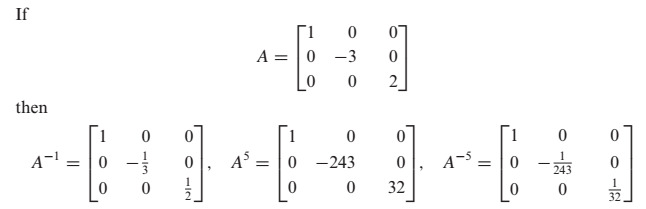 If
A = [1 0 0; 0 −3 0; 0 0 2]
then
A⁻¹ = [1 0 0; 0 −1/3 0; 0 0 1/2], A⁵ = [1 0 0; 0 −243 0; 0 0 32], A⁻⁵ = [1 0 0; 0 −1/243 0; 0 0 1/32]